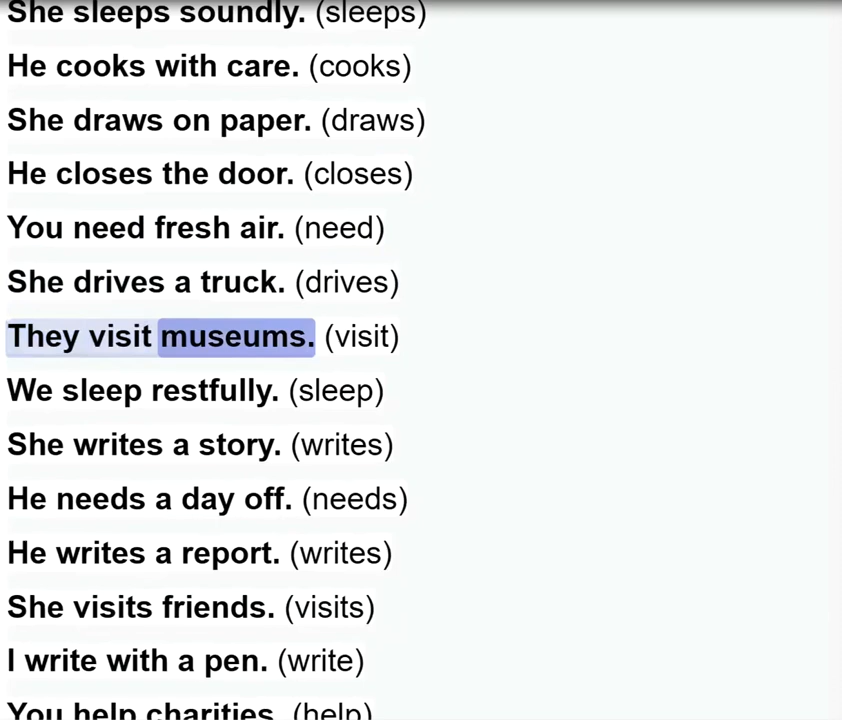 She sleeps soundly. (sleeps)
He cooks with care. (cooks)
She draws on paper. (draws)
He closes the door. (closes)
You need fresh air. (need)
She drives a truck. (drives)
They visit museums. (visit)
We sleep restfully. (sleep)
She writes a story. (writes)
He needs a day off. (needs)
He writes a report. (writes)
She visits friends. (visits)
I write with a pen. (write)
You help charities. (help)